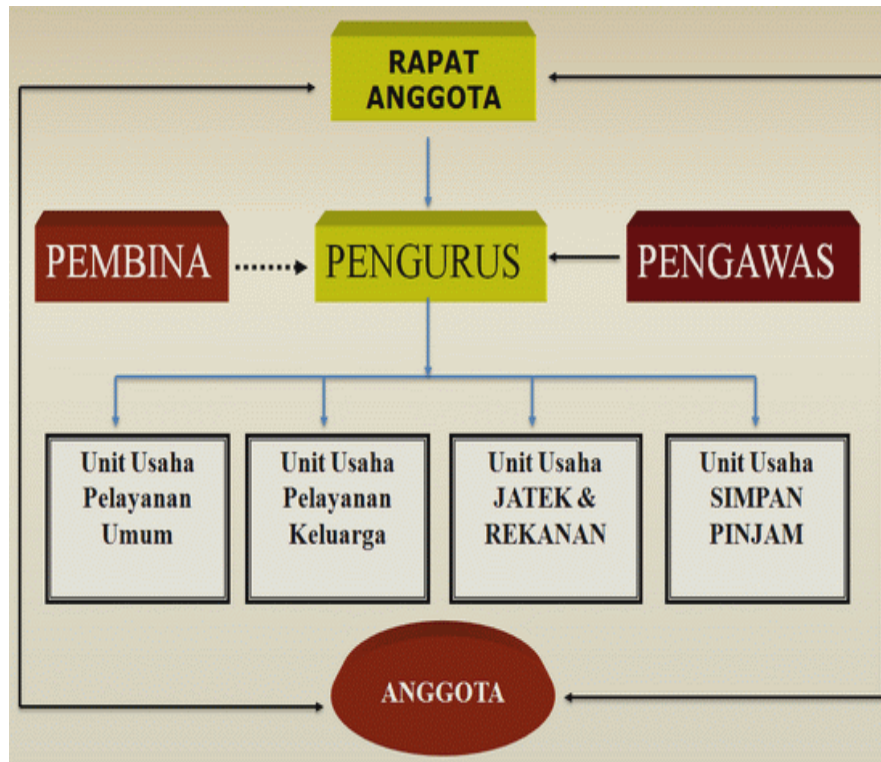 RAPAT
ANGGOTA
PEMBINA
PENGURUS
PENGAWAS
Unit Usaha
Pelayanan
Umum
Unit Usaha
Pelayanan
Keluarga
Unit Usaha
JATEK &
REKANAN
Unit Usaha
SIMPAN
PINJAM
ANGGOTA